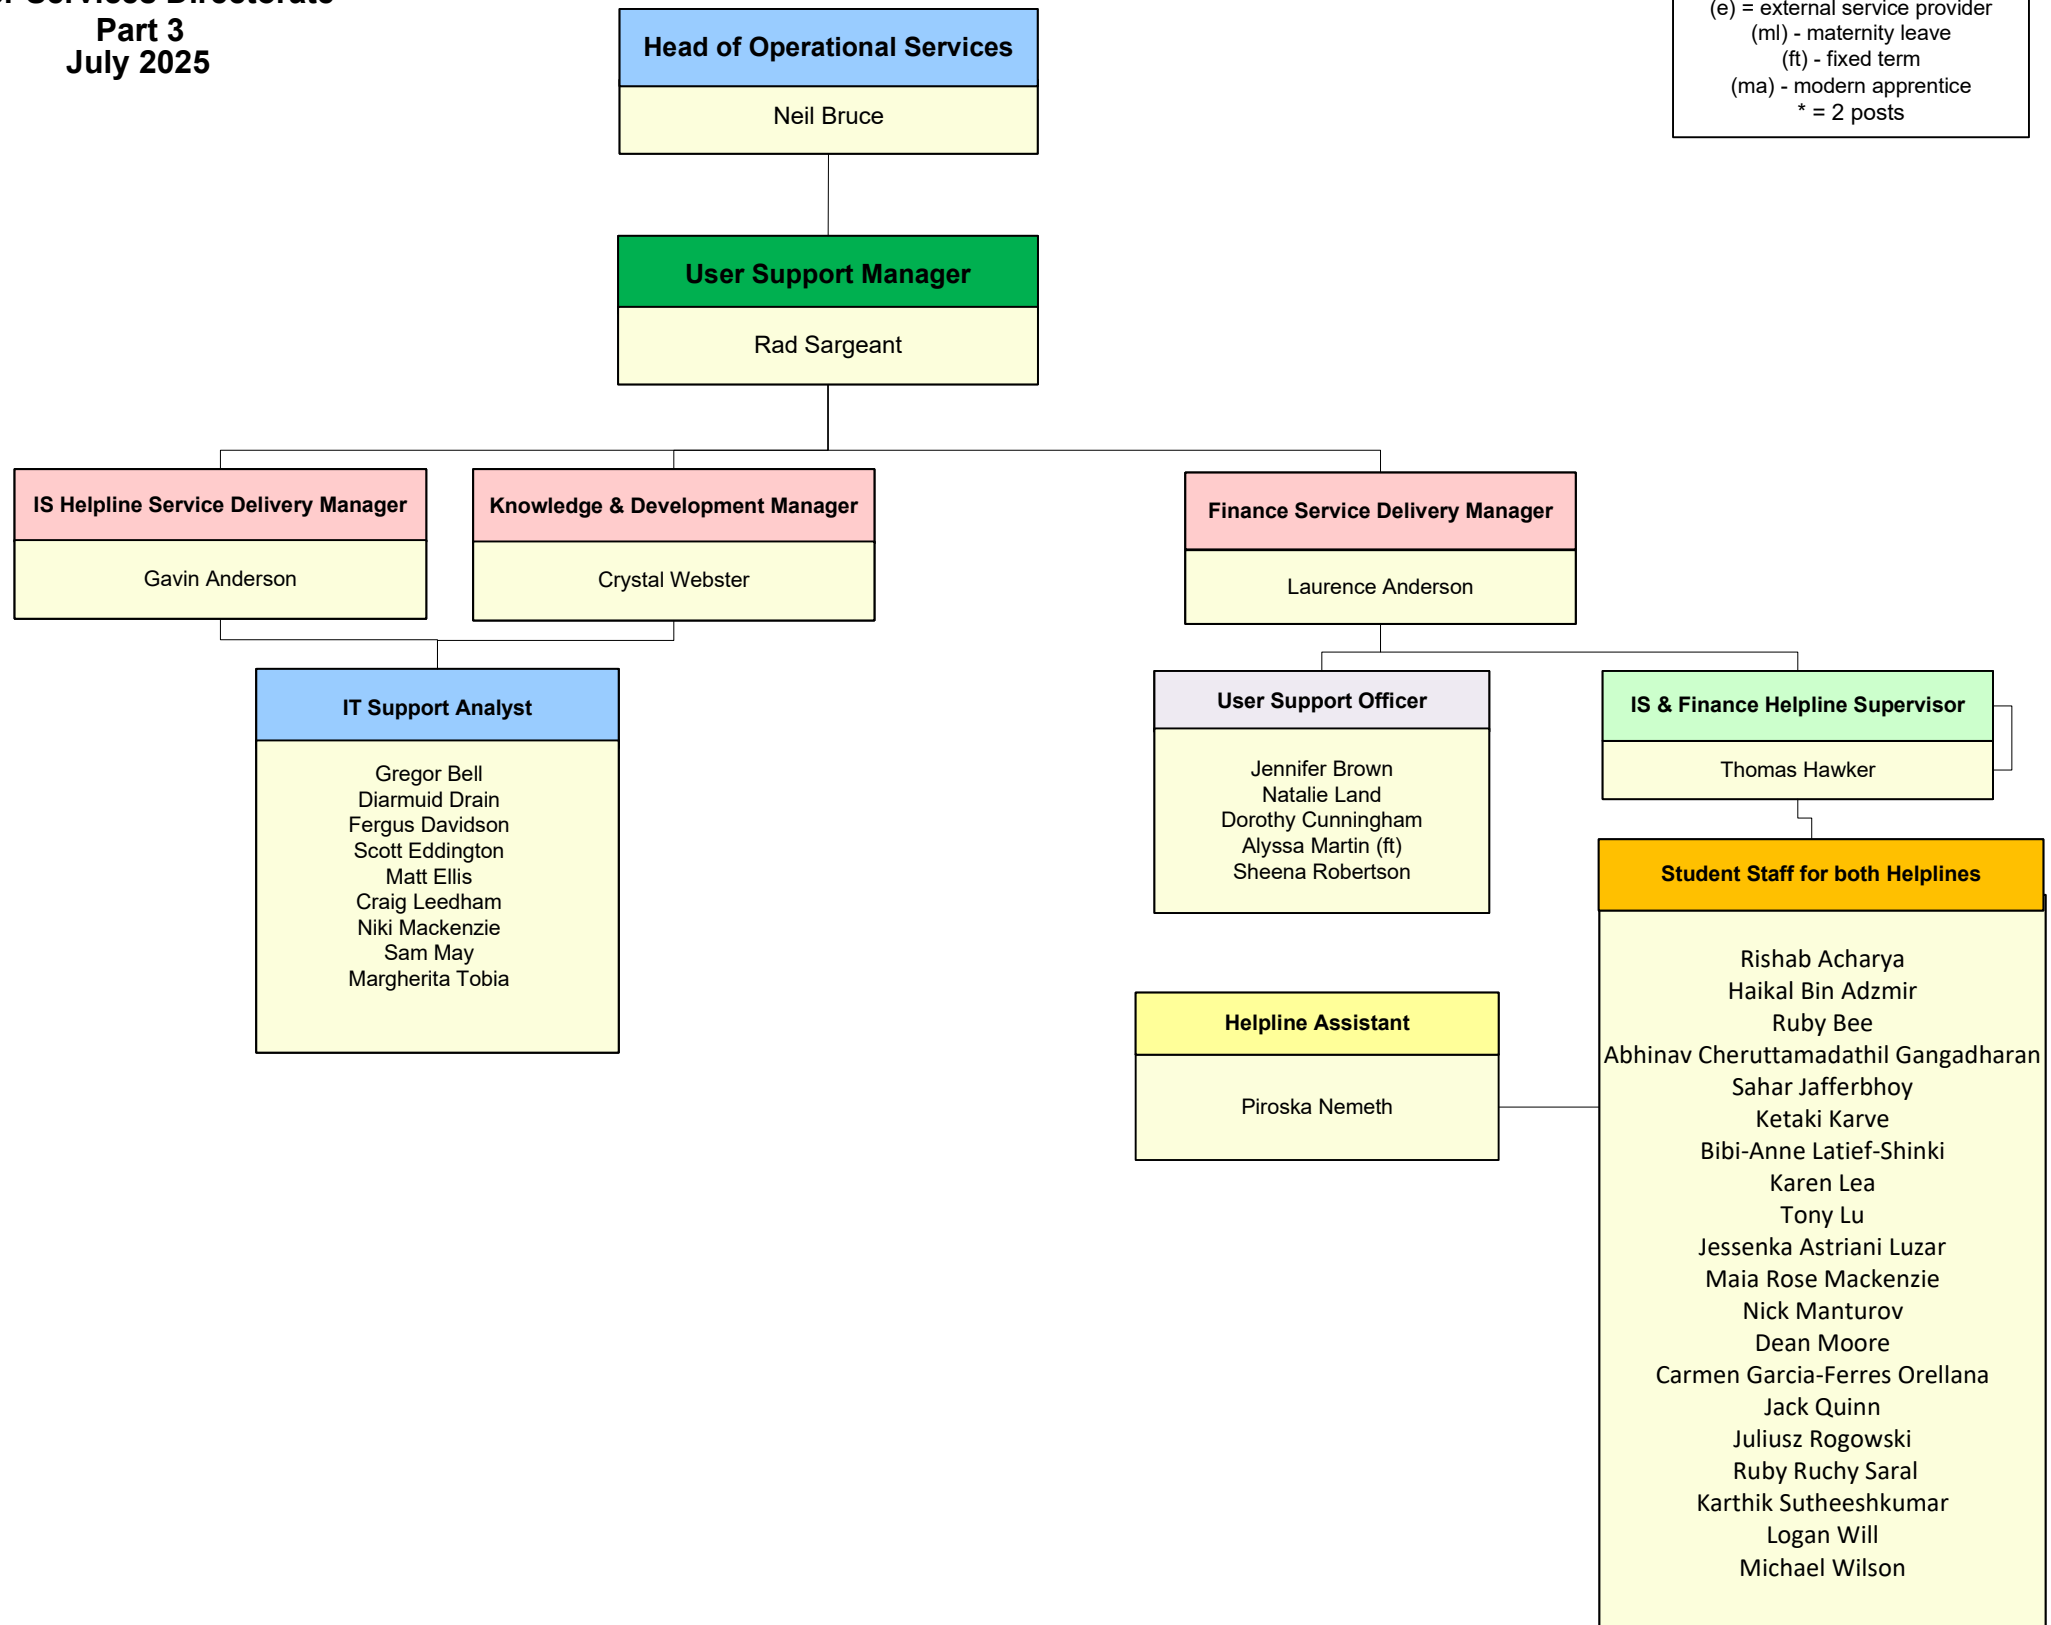 Services Directorate
Part 3
July 2025
(e) = external service provider
(ml) - maternity leave
(ft) - fixed term
(ma) - modern apprentice
* = 2 posts
Head of Operational Services
Neil Bruce
User Support Manager
Rad Sargeant
IS Helpline Service Delivery Manager
Gavin Anderson
Knowledge & Development Manager
Crystal Webster
Finance Service Delivery Manager
Laurence Anderson
IT Support Analyst
Gregor Bell
Diarmuid Drain
Fergus Davidson
Scott Eddington
Matt Ellis
Craig Leedham
Niki Mackenzie
Sam May
Margherita Tobia
User Support Officer
Jennifer Brown
Natalie Land
Dorothy Cunningham
Alyssa Martin (ft)
Sheena Robertson
IS & Finance Helpline Supervisor
Thomas Hawker
Helpline Assistant
Piroska Nemeth
Student Staff for both Helplines
Rishab Acharya
Haikal Bin Adzmir
Ruby Bee
Abhinav Cheruttamadathil Gangadharan
Sahar Jafferbhoy
Ketaki Karve
Bibi-Anne Latief-Shinki
Karen Lea
Tony Lu
Jessenka Astriani Luzar
Maia Rose Mackenzie
Nick Manturov
Dean Moore
Carmen Garcia-Ferres Orellana
Jack Quinn
Juliusz Rogowski
Ruby Ruchy Saral
Karthik Sutheeshkumar
Logan Will
Michael Wilson